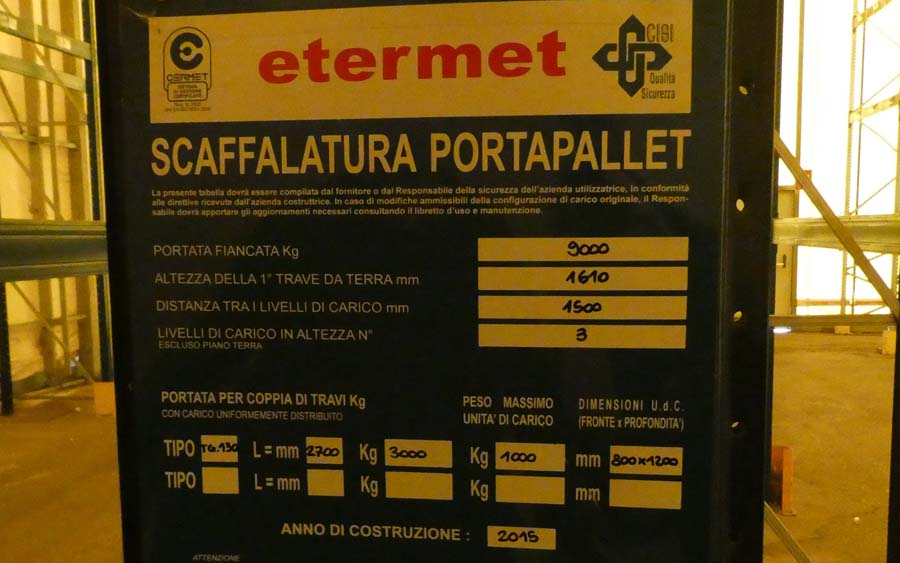 CERMET
SISTEMA
DI GESTIONE
CERTIFICATO
etermet
CISI
Qualità
Sicurezza
SCAFFALATURA PORTAPALLET
La presente tabella dovrà essere compilata dal fornitore o dal Responsabile della sicurezza dell'azienda utilizzatrice, in conformità
alle direttive ricevute dall'azienda costruttrice. In caso di modifiche ammissibili della configurazione di carico originale, il Respon-
sabile dovrà apportare gli aggiornamenti necessari consultando il libretto d'uso e manutenzione.
PORTATA FIANCATA Kg 9000
ALTEZZA DELLA 1° TRAVE DA TERRA mm 1610
DISTANZA TRA I LIVELLI DI CARICO mm 1500
LIVELLI DI CARICO IN ALTEZZA N° 3
ESCLUSO PIANO TERRA
PORTATA PER COPPIA DI TRAVI Kg
CON CARICO UNIFORMEMENTE DISTRIBUITO
PESO MASSIMO
UNITA' DI CARICO
DIMENSIONI U.d.C.
(FRONTE x PROFONDITA')
TIPO TG.130 L = mm 2700 Kg 3000 Kg 1000 mm 800x1200
TIPO L = mm Kg Kg mm
ANNO DI COSTRUZIONE : 2015
ATTENZIONE